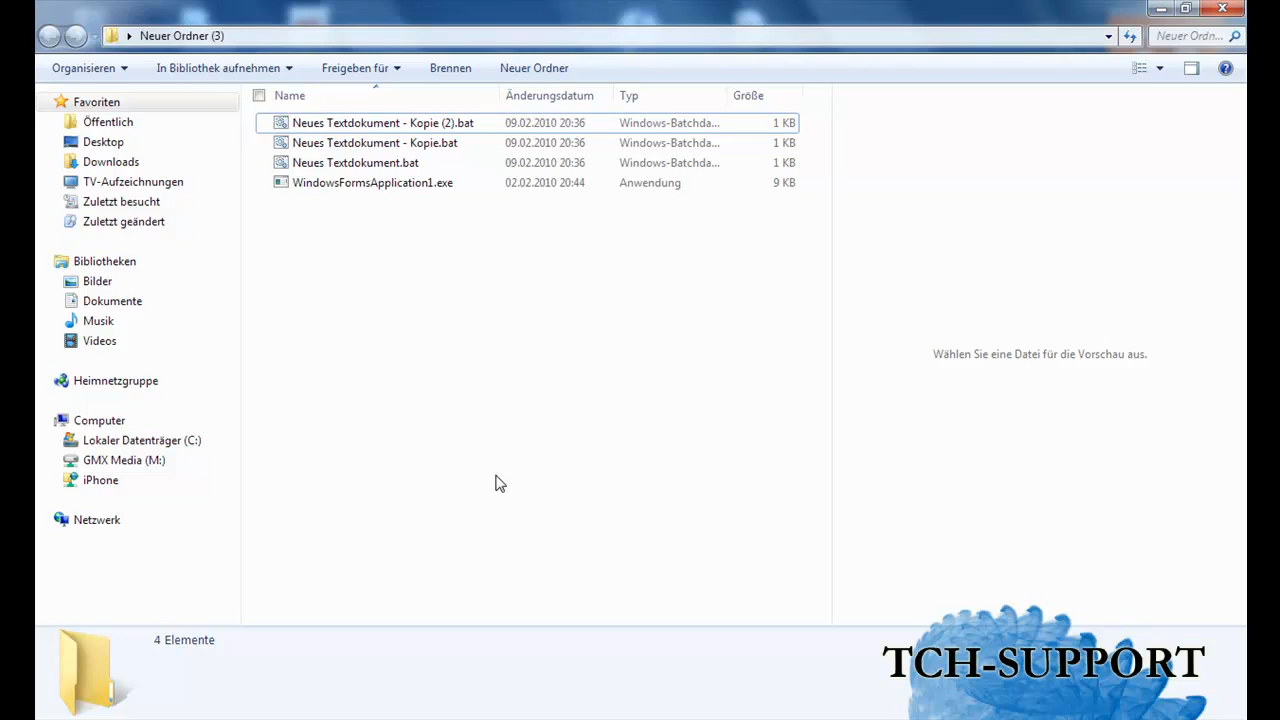 Neuer Ordner (3)
Neuer Ordn...
Organisieren
In Bibliothek aufnehmen
Freigeben für
Brennen
Neuer Ordner
Name
Änderungsdatum
Typ
Größe
Favoriten
Öffentlich
Desktop
Downloads
TV-Aufzeichnungen
Zuletzt besucht
Zuletzt geändert
Bibliotheken
Bilder
Dokumente
Musik
Videos
Heimnetzgruppe
Computer
Lokaler Datenträger (C:)
GMX Media (M:)
iPhone
Netzwerk
Neues Textdokument - Kopie (2).bat 09.02.2010 20:36 Windows-Batchda... 1 KB
Neues Textdokument - Kopie.bat 09.02.2010 20:36 Windows-Batchda... 1 KB
Neues Textdokument.bat 09.02.2010 20:36 Windows-Batchda... 1 KB
WindowsFormsApplication1.exe 02.02.2010 20:44 Anwendung 9 KB
Wählen Sie eine Datei für die Vorschau aus.
4 Elemente
TCH-SUPPORT